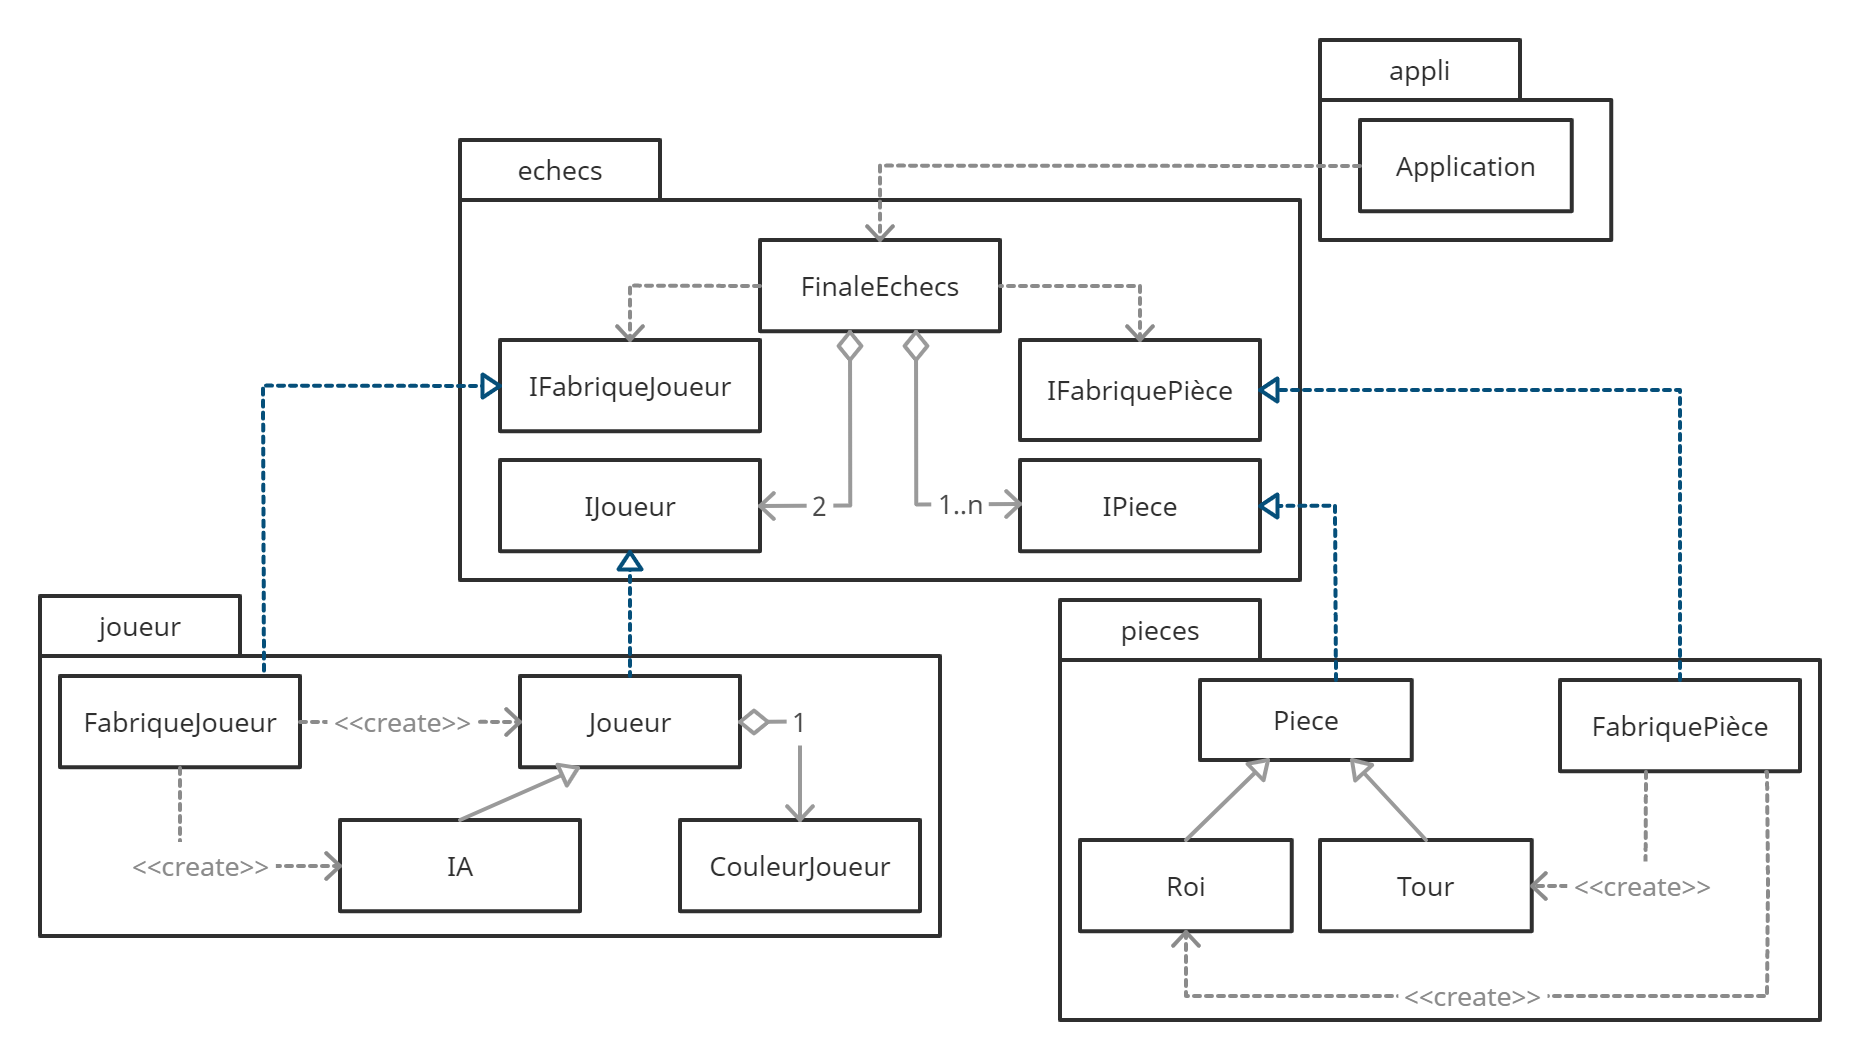 appli
Application
echecs
FinaleEchecs
IFabriqueJoueur
IFabriquePièce
IJoueur
2
1..n
IPiece
joueur
pieces
FabriqueJoueur
<<create>>
Joueur
1
Piece
FabriquePièce
<<create>>
IA
CouleurJoueur
Roi
Tour
<<create>>
<<create>>